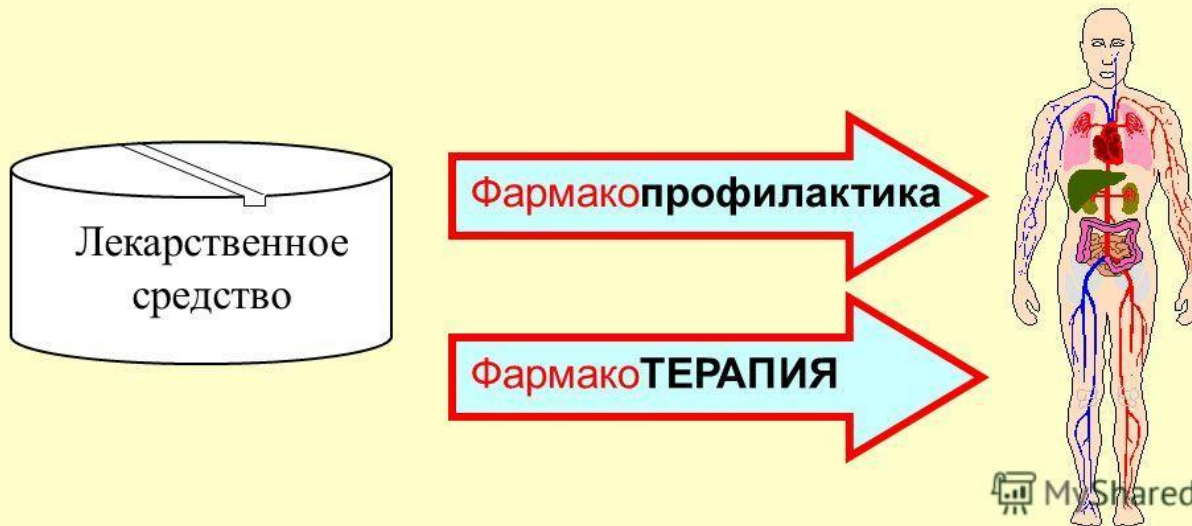 Лекарственное
средство
Фармакопрофилактика
ФармакоТЕРАПИЯ
MyShared